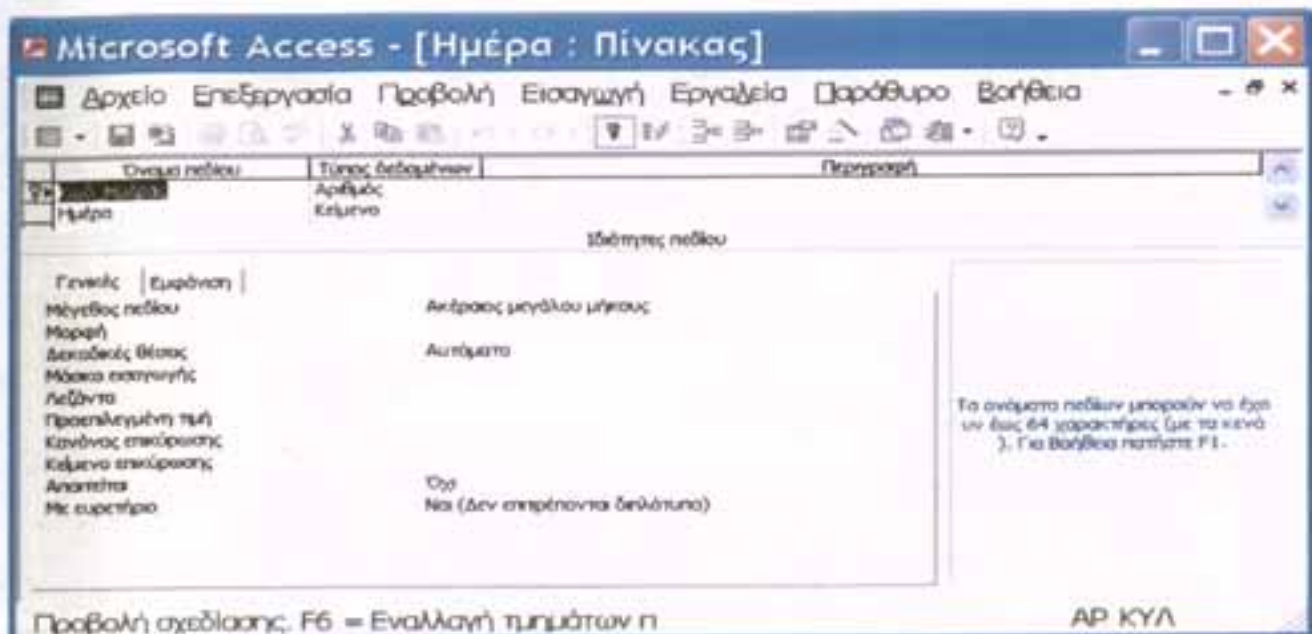 Microsoft Access - [Ημέρα : Πίνακας]
Αρχείο Επεξεργασία Προβολή Εισαγωγή Εργαλεία Παράθυρο Βοήθεια
Όνομα πεδίου Τύπος δεδομένων Περιγραφή
Αριθμός
Ημέρα Κείμενο
Ιδιότητες πεδίου
Γενικές Εμφάνιση
Μέγεθος πεδίου Ακέραιος μεγάλου μήκους
Μορφή
Δεκαδικές θέσεις Αυτόματο
Μάσκα εισαγωγής
Λεζάντα
Προεπιλεγμένη τιμή
Κανόνας επικύρωσης
Κείμενο επικύρωσης
Απαιτείται Όχι
Με ευρετήριο Ναι (Δεν επιτρέπονται διπλότυπα)
Τα ονόματα πεδίων μπορούν να έχο
υν έως 64 χαρακτήρες (με τα κενά
). Για Βοήθεια πατήστε F1.
Προβολή σχεδίασης. F6 = Εναλλαγή τμημάτων π ΑΡ ΚΥΛ